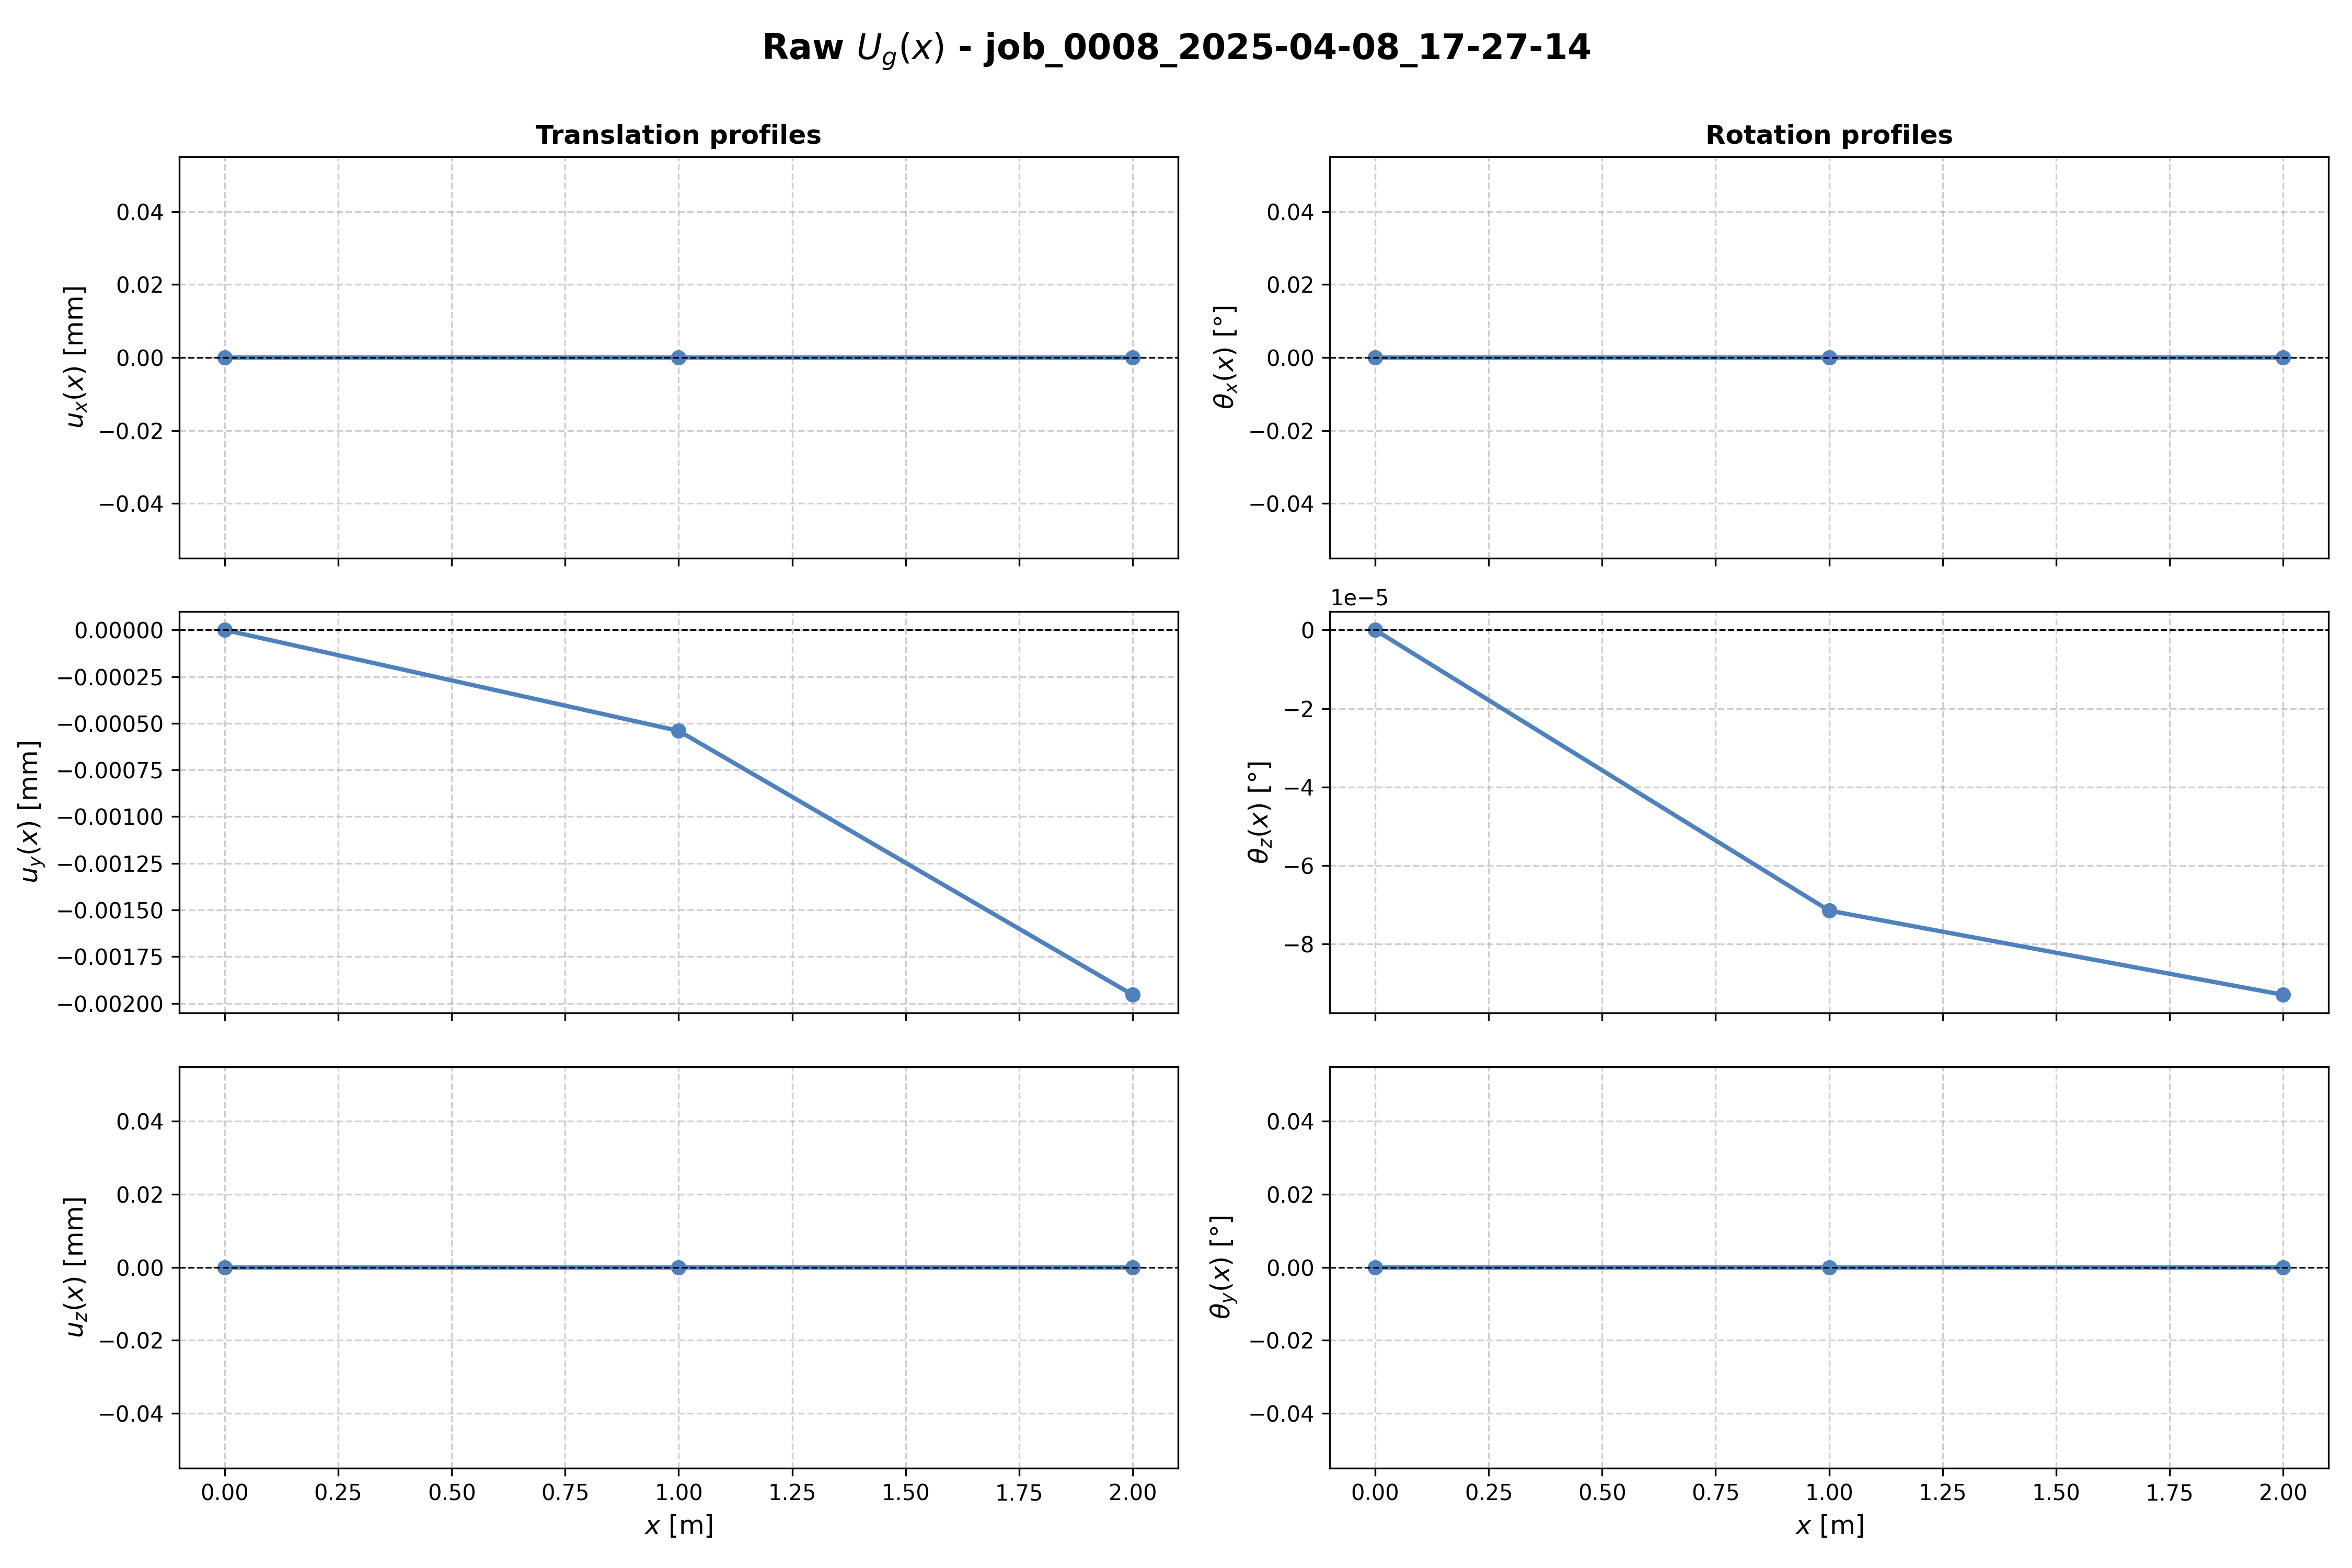 Raw U_g(x) - job_0008_2025-04-08_17-27-14
Translation profiles
0.04
0.02
0.00
−0.02
−0.04
u_x(x) [mm]
Rotation profiles
0.04
0.02
0.00
−0.02
−0.04
θ_x(x) [°]
0.00000
−0.00025
−0.00050
−0.00075
−0.00100
−0.00125
−0.00150
−0.00175
−0.00200
u_y(x) [mm]
1e−5
0
−2
−4
−6
−8
θ_z(x) [°]
0.04
0.02
0.00
−0.02
−0.04
u_z(x) [mm]
0.00 0.25 0.50 0.75 1.00 1.25 1.50 1.75 2.00
x [m]
0.04
0.02
0.00
−0.02
−0.04
θ_y(x) [°]
0.00 0.25 0.50 0.75 1.00 1.25 1.50 1.75 2.00
x [m]